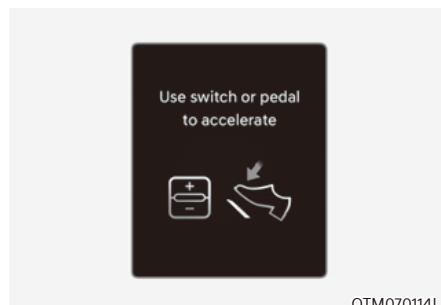 Use switch or pedal
to accelerate
+
−
OTM070114L